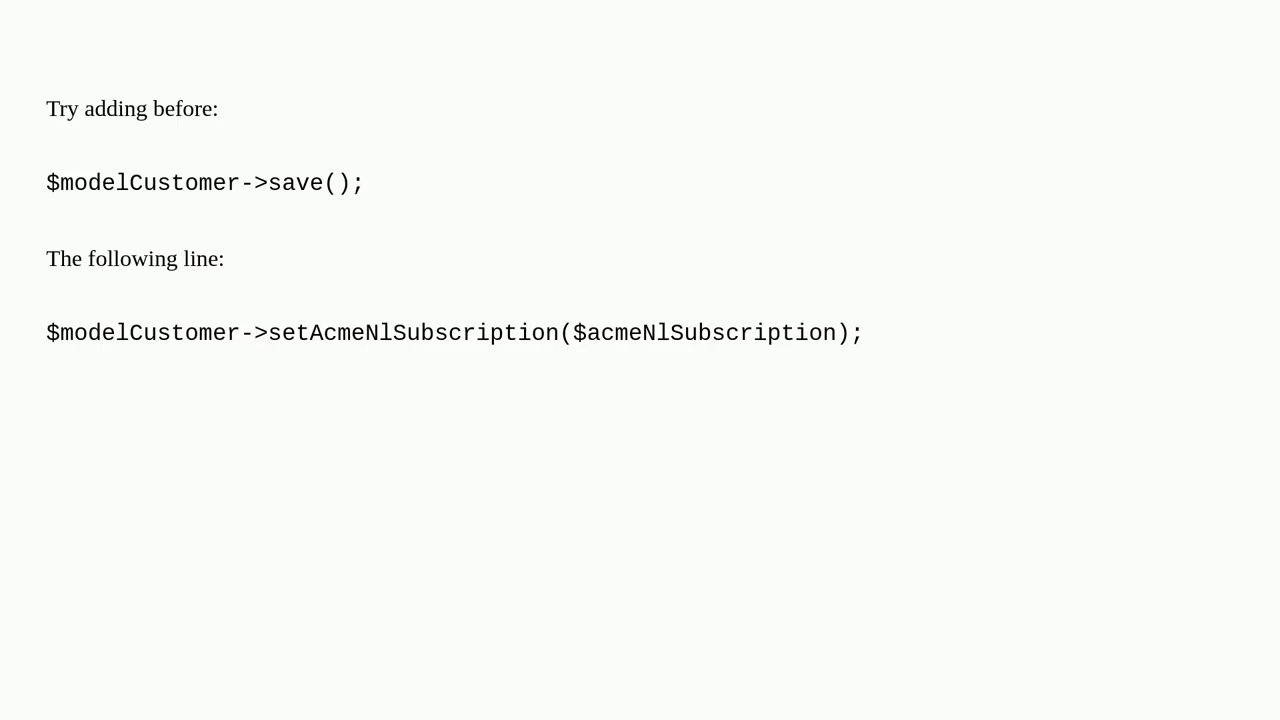 Try adding before:
$modelCustomer->save();
The following line:
$modelCustomer->setAcmeNlSubscription($acmeNlSubscription);